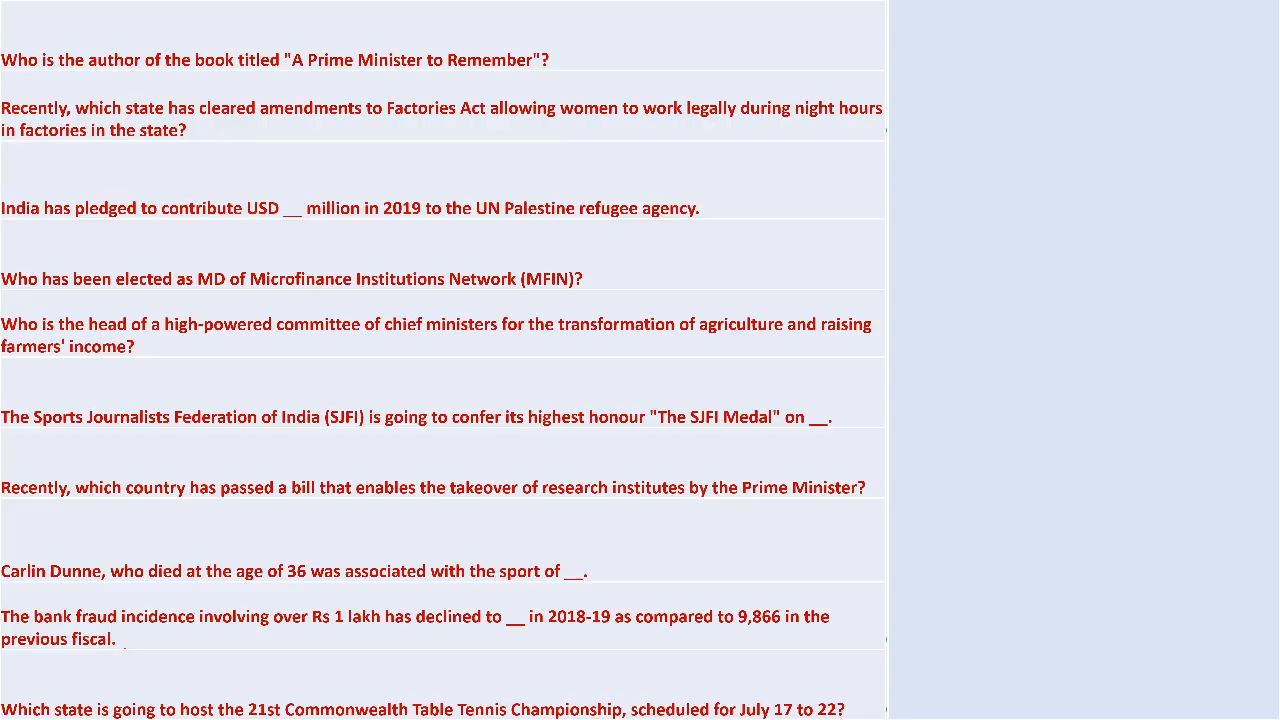 Who is the author of the book titled "A Prime Minister to Remember"?
Recently, which state has cleared amendments to Factories Act allowing women to work legally during night hours
in factories in the state?
India has pledged to contribute USD __ million in 2019 to the UN Palestine refugee agency.
Who has been elected as MD of Microfinance Institutions Network (MFIN)?
Who is the head of a high-powered committee of chief ministers for the transformation of agriculture and raising
farmers' income?
The Sports Journalists Federation of India (SJFI) is going to confer its highest honour "The SJFI Medal" on __.
Recently, which country has passed a bill that enables the takeover of research institutes by the Prime Minister?
Carlin Dunne, who died at the age of 36 was associated with the sport of __.
The bank fraud incidence involving over Rs 1 lakh has declined to __ in 2018-19 as compared to 9,866 in the
previous fiscal.
Which state is going to host the 21st Commonwealth Table Tennis Championship, scheduled for July 17 to 22?